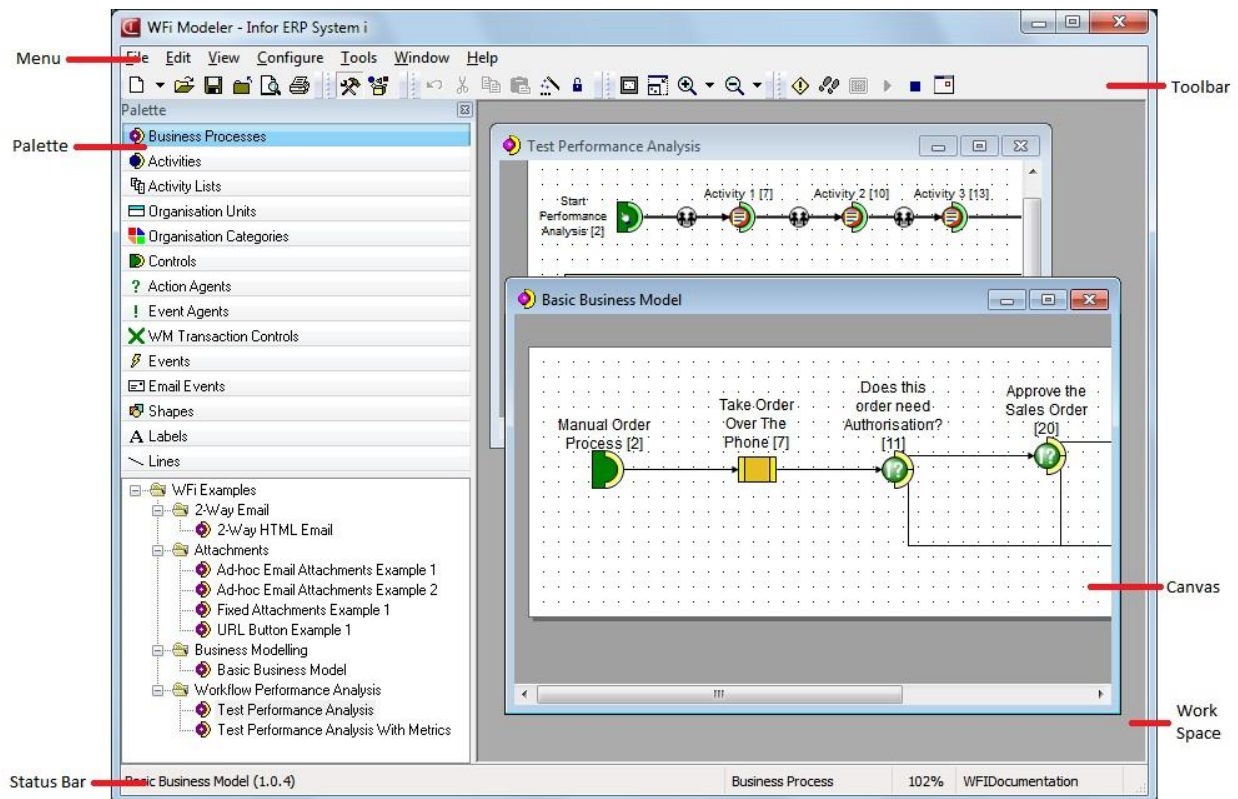 WFi Modeler - Infor ERP System i
Menu
File Edit View Configure Tools Window Help
Toolbar
Palette
Palette
Business Processes
Activities
Activity Lists
Organisation Units
Organisation Categories
Controls
Action Agents
Event Agents
WM Transaction Controls
Events
Email Events
Shapes
Labels
Lines
WFi Examples
2-Way Email
2-Way HTML Email
Attachments
Ad-hoc Email Attachments Example 1
Ad-hoc Email Attachments Example 2
Fixed Attachments Example 1
URL Button Example 1
Business Modelling
Basic Business Model
Workflow Performance Analysis
Test Performance Analysis
Test Performance Analysis With Metrics
Test Performance Analysis
Start
Performance
Analysis [2]
Activity 1 [7]
Activity 2 [10]
Activity 3 [13]
Basic Business Model
Manual Order
Process [2]
Take Order
Over The
Phone [7]
Does this
order need
Authorisation?
[11]
Approve the
Sales Order
[20]
Canvas
Work
Space
Status Bar
Basic Business Model (1.0.4)
Business Process
102%
WFIDocumentation